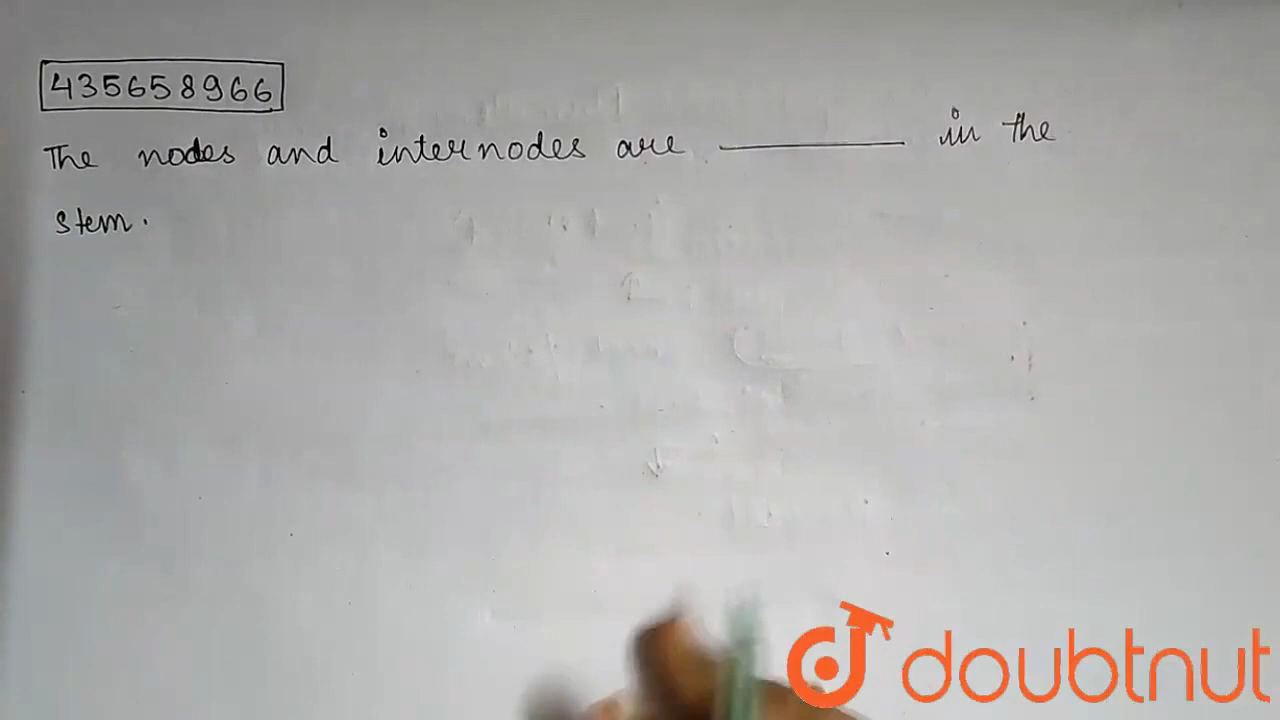 435658966
The nodes and internodes are ________ in the
stem.
doubtnut